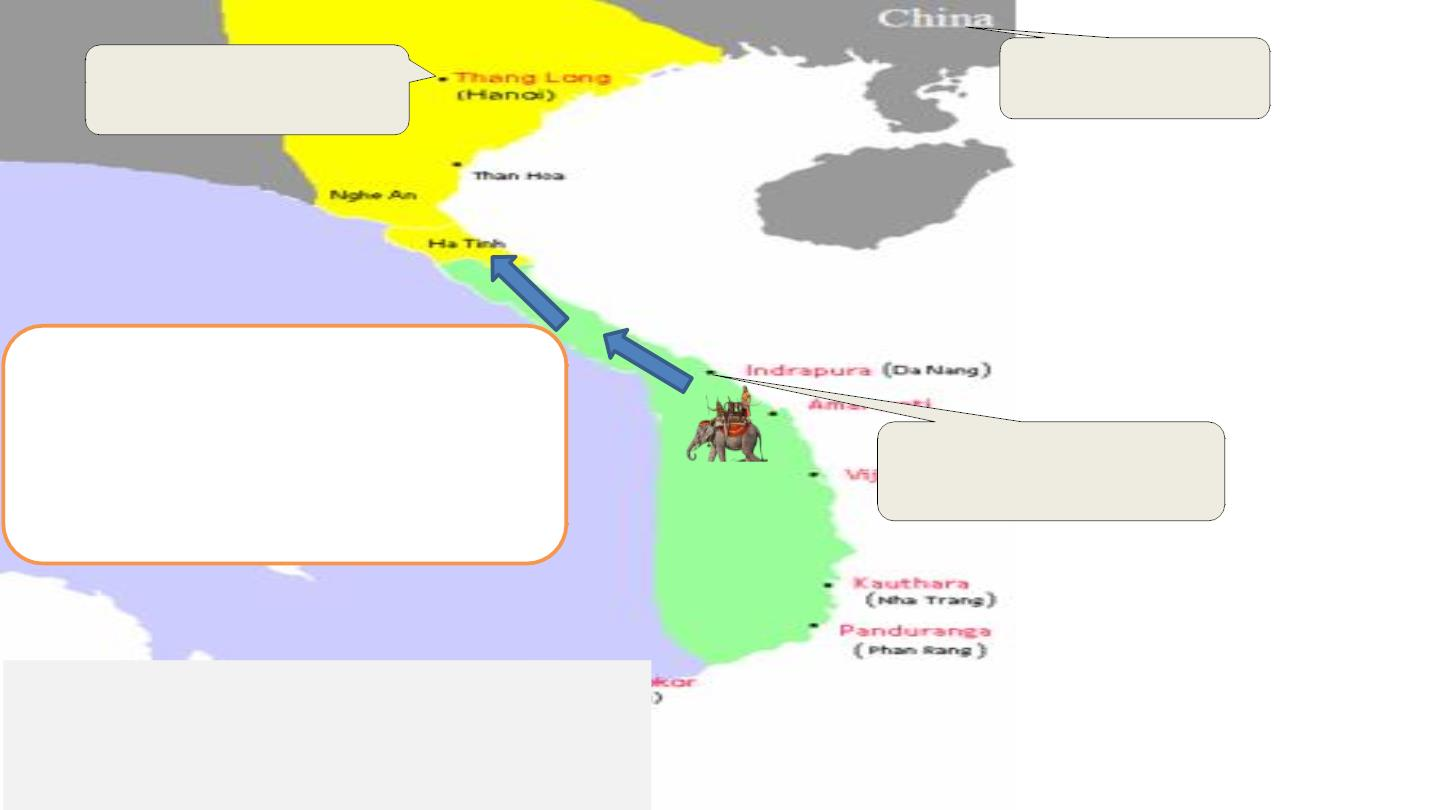 China
Thang Long
(Hanoi)
Than Hoa
Nghe An
Ha Tinh
Indrapura (Da Nang)
Kauthara
(Nha Trang)
Panduranga
(Phan Rang)